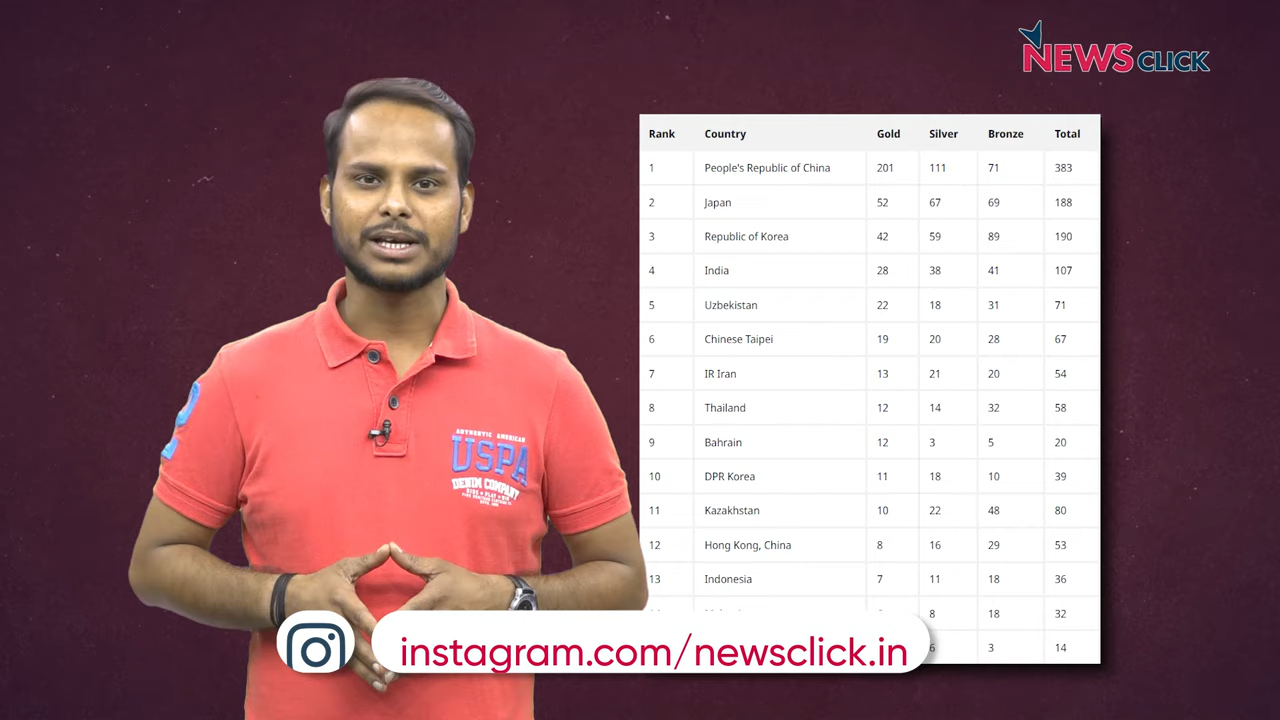 NEWSCLICK
Rank Country Gold Silver Bronze Total
1 People's Republic of China 201 111 71 383
2 Japan 52 67 69 188
3 Republic of Korea 42 59 89 190
4 India 28 38 41 107
5 Uzbekistan 22 18 31 71
6 Chinese Taipei 19 20 28 67
7 IR Iran 13 21 20 54
8 Thailand 12 14 32 58
9 Bahrain 12 3 5 20
10 DPR Korea 11 18 10 39
11 Kazakhstan 10 22 48 80
12 Hong Kong, China 8 16 29 53
13 Indonesia 7 11 18 36
8 18 32
6 3 14
2
AUTHENTIC AMERICAN
USPA
DENIM COMPANY
instagram.com/newsclick.in